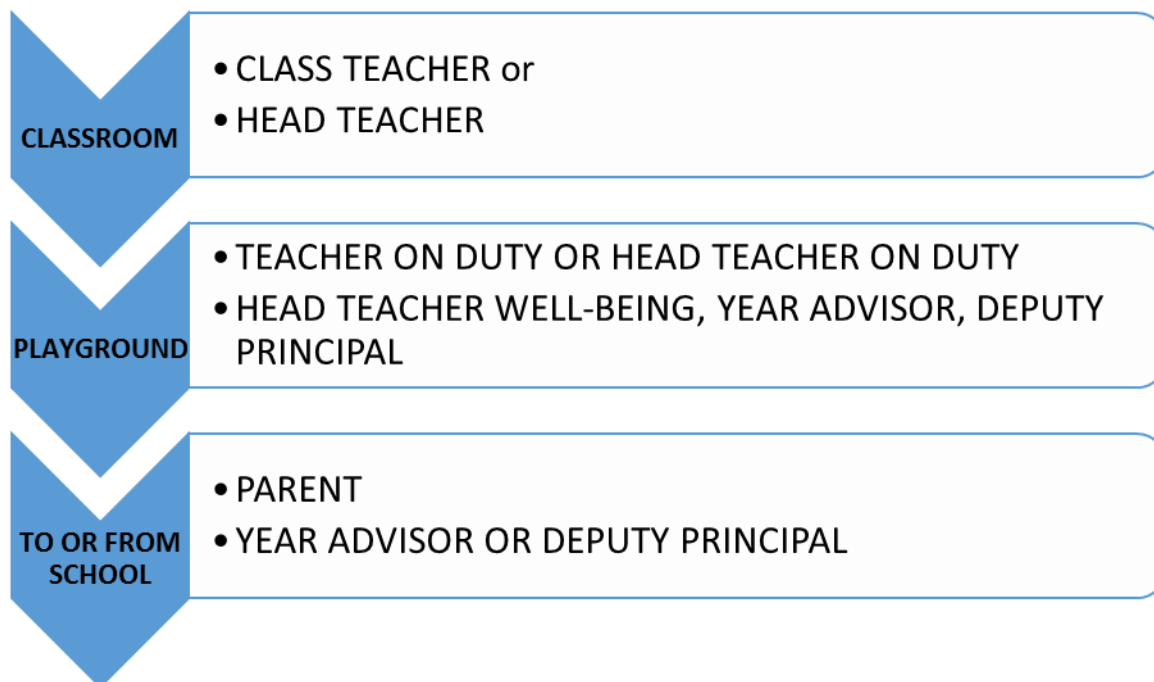 CLASSROOM
• CLASS TEACHER or
• HEAD TEACHER
PLAYGROUND
• TEACHER ON DUTY OR HEAD TEACHER ON DUTY
• HEAD TEACHER WELL-BEING, YEAR ADVISOR, DEPUTY
PRINCIPAL
TO OR FROM
SCHOOL
• PARENT
• YEAR ADVISOR OR DEPUTY PRINCIPAL